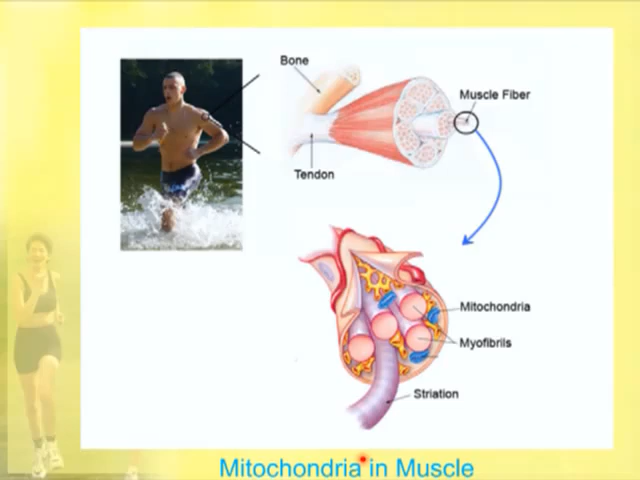 Bone
Muscle Fiber
Tendon
Mitochondria
Myofibrils
Striation
Mitochondria in Muscle